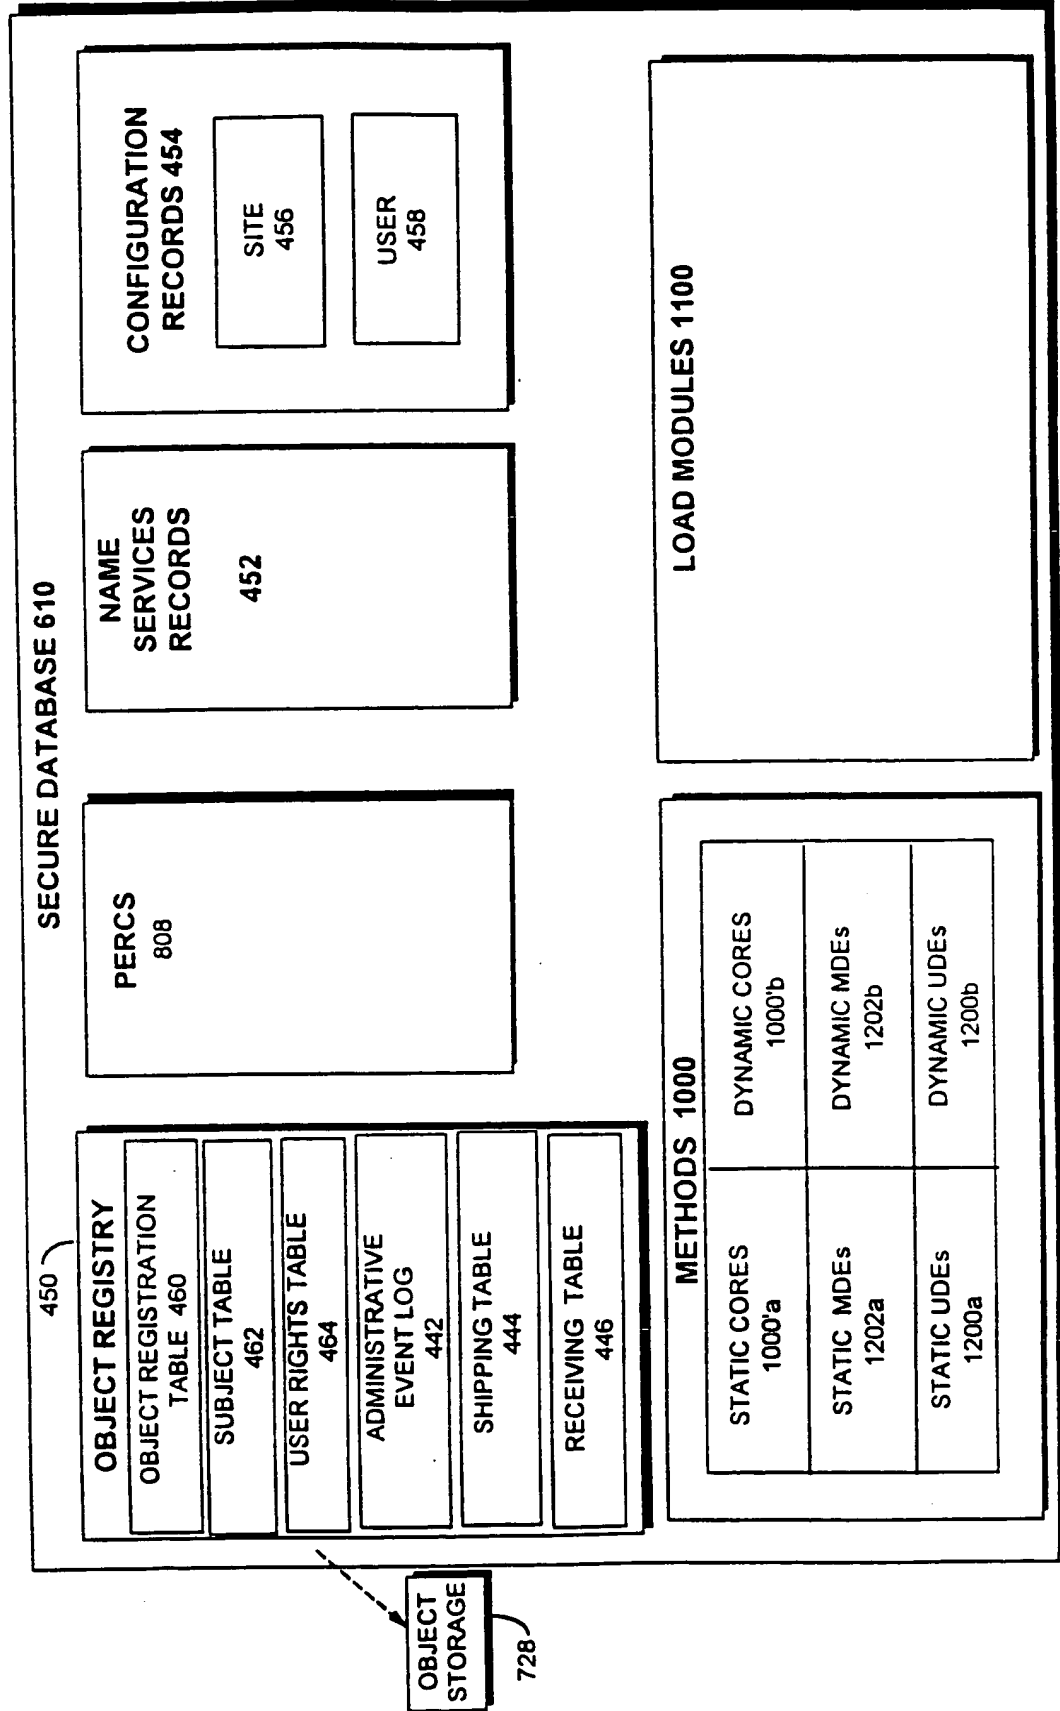 SECURE DATABASE 610
450
OBJECT REGISTRY
OBJECT REGISTRATION
TABLE 460
SUBJECT TABLE
462
USER RIGHTS TABLE
464
ADMINISTRATIVE
EVENT LOG
442
SHIPPING TABLE
444
RECEIVING TABLE
446
PERCS
808
NAME
SERVICES
RECORDS
452
CONFIGURATION
RECORDS 454
SITE
456
USER
458
OBJECT
STORAGE
728
METHODS 1000
STATIC CORES
1000'a
DYNAMIC CORES
1000'b
STATIC MDEs
1202a
DYNAMIC MDEs
1202b
STATIC UDEs
1200a
DYNAMIC UDEs
1200b
LOAD MODULES 1100